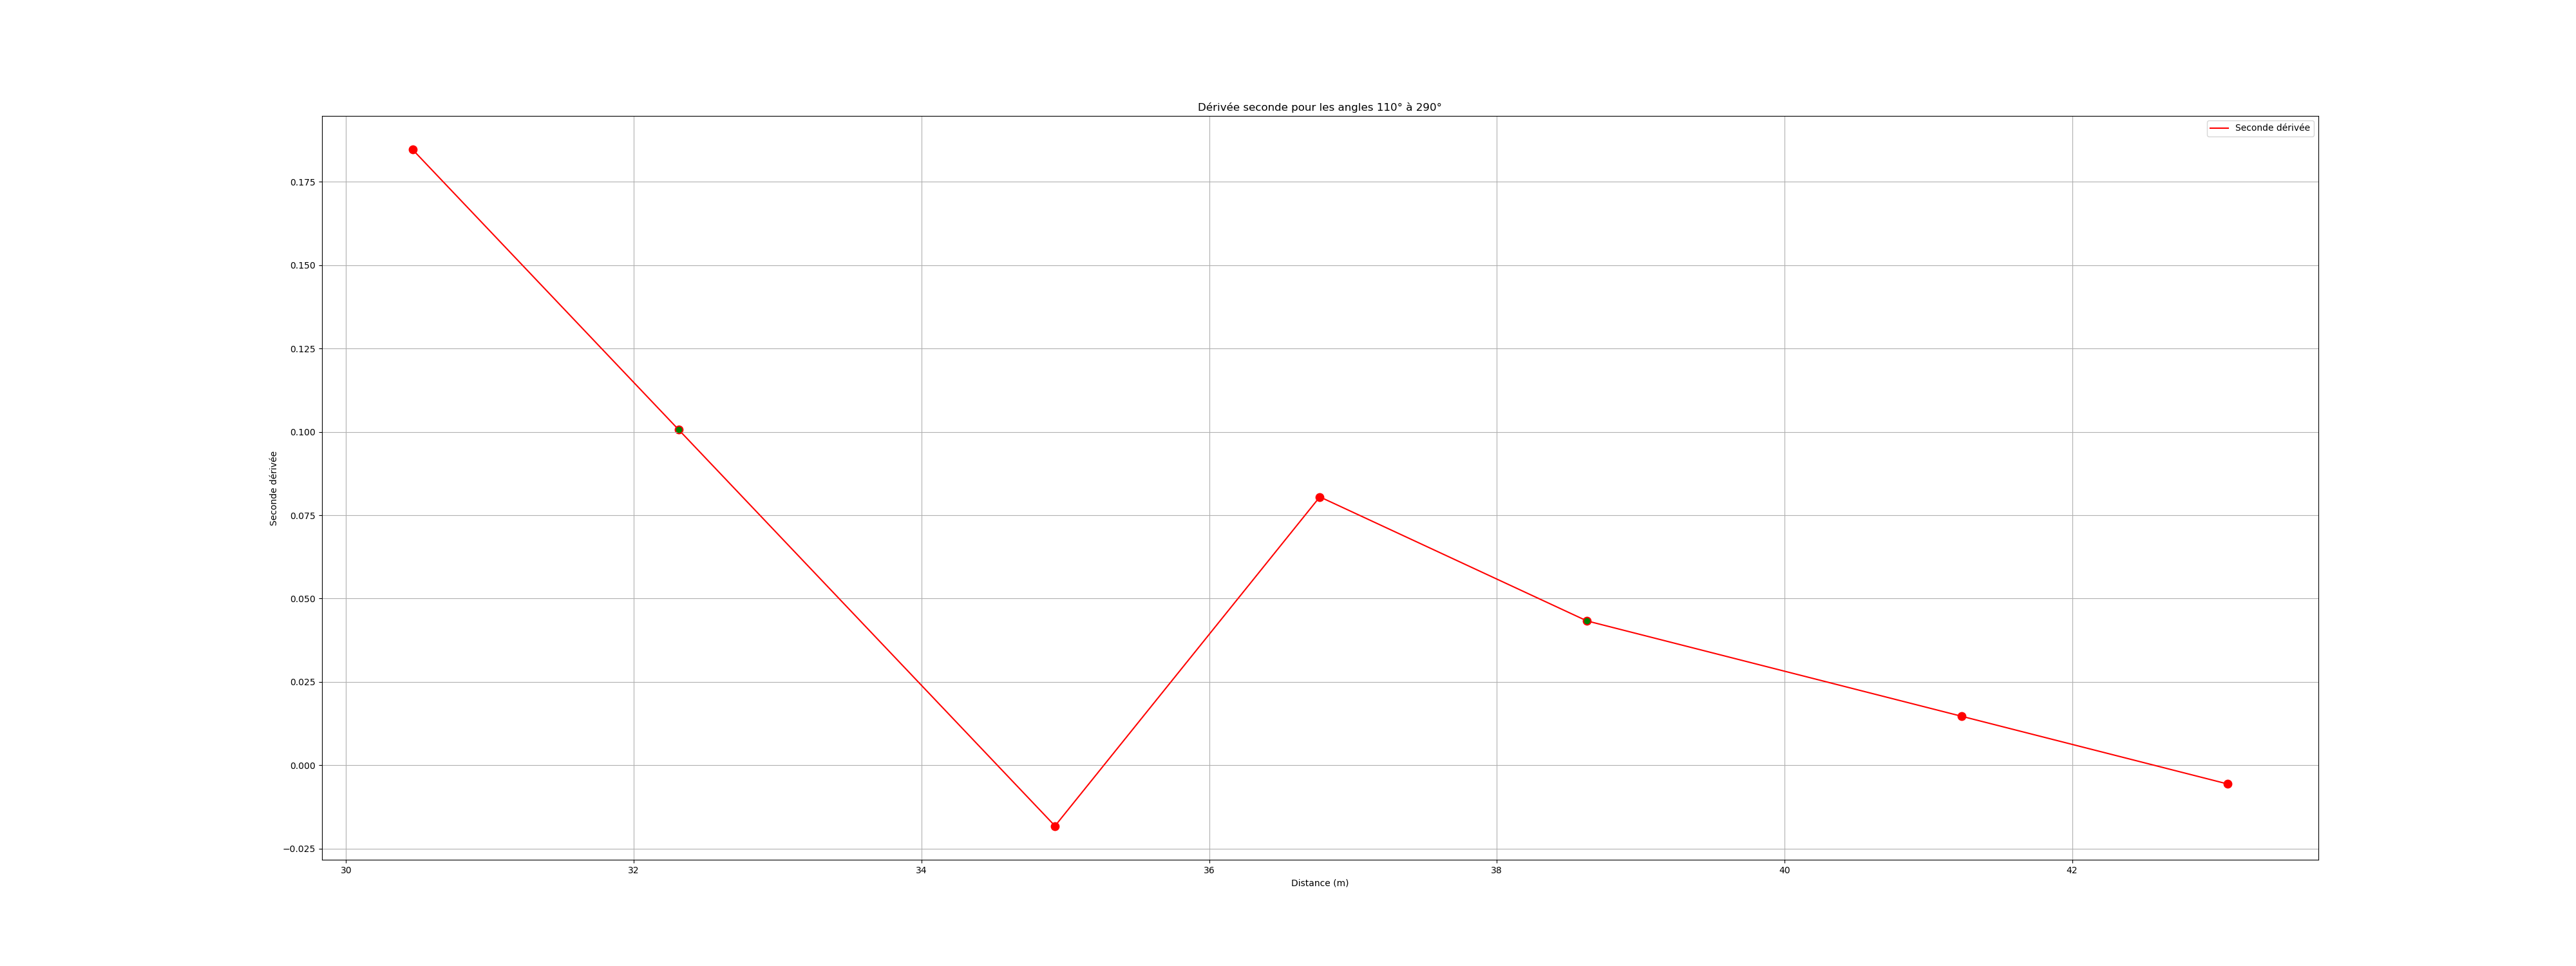 Dérivée seconde pour les angles 110° à 290°
Seconde dérivée
0.175
0.150
0.125
0.100
0.075
0.050
0.025
0.000
−0.025
Seconde dérivée
30 32 34 36 38 40 42
Distance (m)